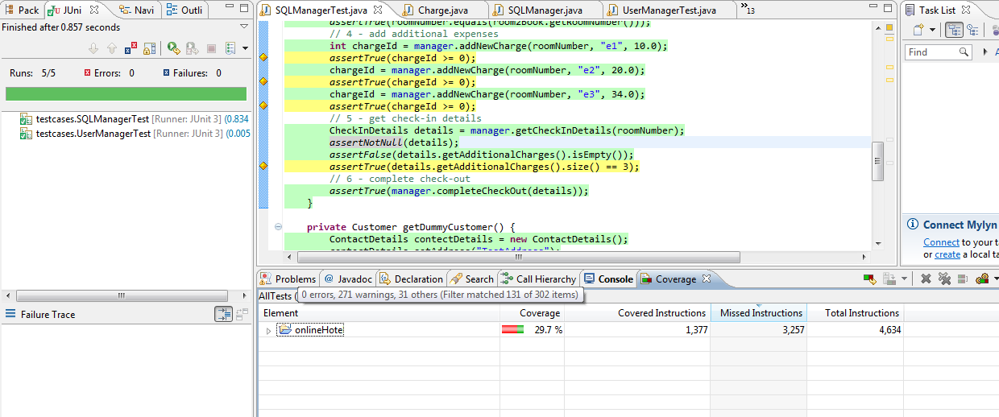 Pack
JUni
Navi
Outli
Finished after 0.857 seconds
Runs: 5/5
Errors: 0
Failures: 0
testcases.SQLManagerTest [Runner: JUnit 3] (0.834
testcases.UserManagerTest [Runner: JUnit 3] (0.005
Failure Trace
SQLManagerTest.java
Charge.java
SQLManager.java
UserManagerTest.java
»13
assertTrue(roomNumber.equals(room2Book.getRoomNumber()));
// 4 - add additional expenses
int chargeId = manager.addNewCharge(roomNumber, "e1", 10.0);
assertTrue(chargeId >= 0);
chargeId = manager.addNewCharge(roomNumber, "e2", 20.0);
assertTrue(chargeId >= 0);
chargeId = manager.addNewCharge(roomNumber, "e3", 34.0);
assertTrue(chargeId >= 0);
// 5 - get check-in details
CheckInDetails details = manager.getCheckInDetails(roomNumber);
assertNotNull(details);
assertFalse(details.getAdditionalCharges().isEmpty());
assertTrue(details.getAdditionalCharges().size() == 3);
// 6 - complete check-out
assertTrue(manager.completeCheckOut(details));
}
private Customer getDummyCustomer() {
ContactDetails contectDetails = new ContactDetails();
contectDetails.setAddress("TestAddress");
Task List
Find
A
Connect Mylyn
Connect to your t
or create a local ta
Problems
@ Javadoc
Declaration
Search
Call Hierarchy
Console
Coverage
AllTests (
0 errors, 271 warnings, 31 others (Filter matched 131 of 302 items)
Element
Coverage
Covered Instructions
Missed Instructions
Total Instructions
onlineHote
29.7 %
1,377
3,257
4,634